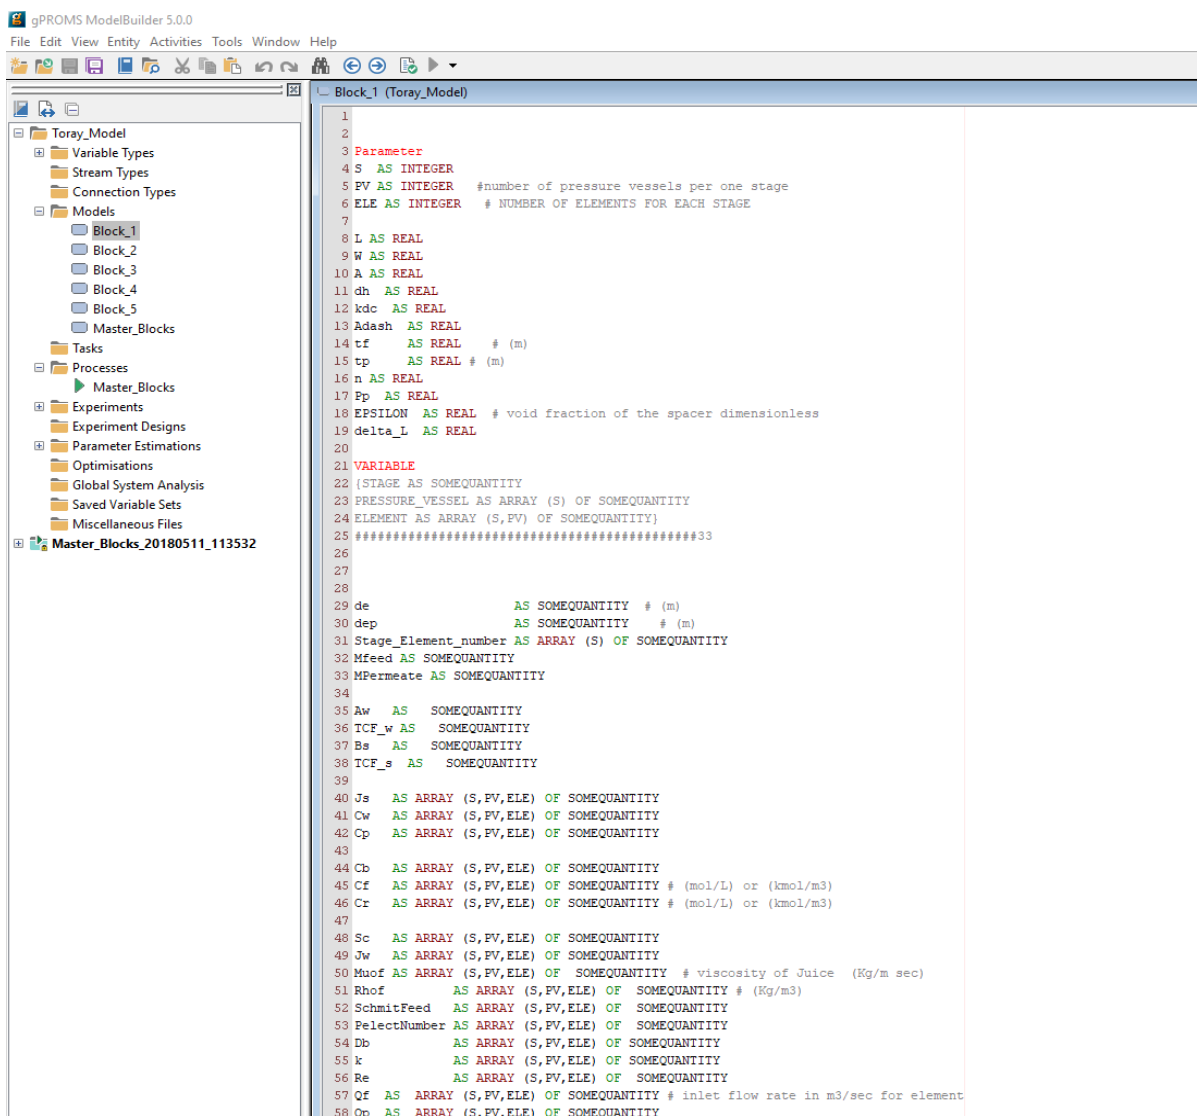 gPROMS ModelBuilder 5.0.0
File Edit View Entity Activities Tools Window Help
Toray_Model
Variable Types
Stream Types
Connection Types
Models
Block_1
Block_2
Block_3
Block_4
Block_5
Master_Blocks
Tasks
Processes
Master_Blocks
Experiments
Experiment Designs
Parameter Estimations
Optimisations
Global System Analysis
Saved Variable Sets
Miscellaneous Files
Master_Blocks_20180511_113532
Block_1 (Toray_Model)
1
2
3 Parameter
4 S AS INTEGER
5 PV AS INTEGER #number of pressure vessels per one stage
6 ELE AS INTEGER # NUMBER OF ELEMENTS FOR EACH STAGE
7
8 L AS REAL
9 W AS REAL
10 A AS REAL
11 dh AS REAL
12 kdc AS REAL
13 Adash AS REAL
14 tf AS REAL # (m)
15 tp AS REAL # (m)
16 n AS REAL
17 Pp AS REAL
18 EPSILON AS REAL # void fraction of the spacer dimensionless
19 delta_L AS REAL
20
21 VARIABLE
22 {STAGE AS SOMEQUANTITY
23 PRESSURE_VESSEL AS ARRAY (S) OF SOMEQUANTITY
24 ELEMENT AS ARRAY (S,PV) OF SOMEQUANTITY}
25 #############################################33
26
27
28
29 de AS SOMEQUANTITY # (m)
30 dep AS SOMEQUANTITY # (m)
31 Stage_Element_number AS ARRAY (S) OF SOMEQUANTITY
32 Mfeed AS SOMEQUANTITY
33 MPermeate AS SOMEQUANTITY
34
35 Aw AS SOMEQUANTITY
36 TCF_w AS SOMEQUANTITY
37 Bs AS SOMEQUANTITY
38 TCF_s AS SOMEQUANTITY
39
40 Js AS ARRAY (S,PV,ELE) OF SOMEQUANTITY
41 Cw AS ARRAY (S,PV,ELE) OF SOMEQUANTITY
42 Cp AS ARRAY (S,PV,ELE) OF SOMEQUANTITY
43
44 Cb AS ARRAY (S,PV,ELE) OF SOMEQUANTITY
45 Cf AS ARRAY (S,PV,ELE) OF SOMEQUANTITY # (mol/L) or (kmol/m3)
46 Cr AS ARRAY (S,PV,ELE) OF SOMEQUANTITY # (mol/L) or (kmol/m3)
47
48 Sc AS ARRAY (S,PV,ELE) OF SOMEQUANTITY
49 Jw AS ARRAY (S,PV,ELE) OF SOMEQUANTITY
50 Muof AS ARRAY (S,PV,ELE) OF SOMEQUANTITY # viscosity of Juice (Kg/m sec)
51 Rhof AS ARRAY (S,PV,ELE) OF SOMEQUANTITY # (Kg/m3)
52 SchmitFeed AS ARRAY (S,PV,ELE) OF SOMEQUANTITY
53 PelectNumber AS ARRAY (S,PV,ELE) OF SOMEQUANTITY
54 Db AS ARRAY (S,PV,ELE) OF SOMEQUANTITY
55 k AS ARRAY (S,PV,ELE) OF SOMEQUANTITY
56 Re AS ARRAY (S,PV,ELE) OF SOMEQUANTITY
57 Qf AS ARRAY (S,PV,ELE) OF SOMEQUANTITY # inlet flow rate in m3/sec for element
58 Qp AS ARRAY (S,PV,ELE) OF SOMEQUANTITY